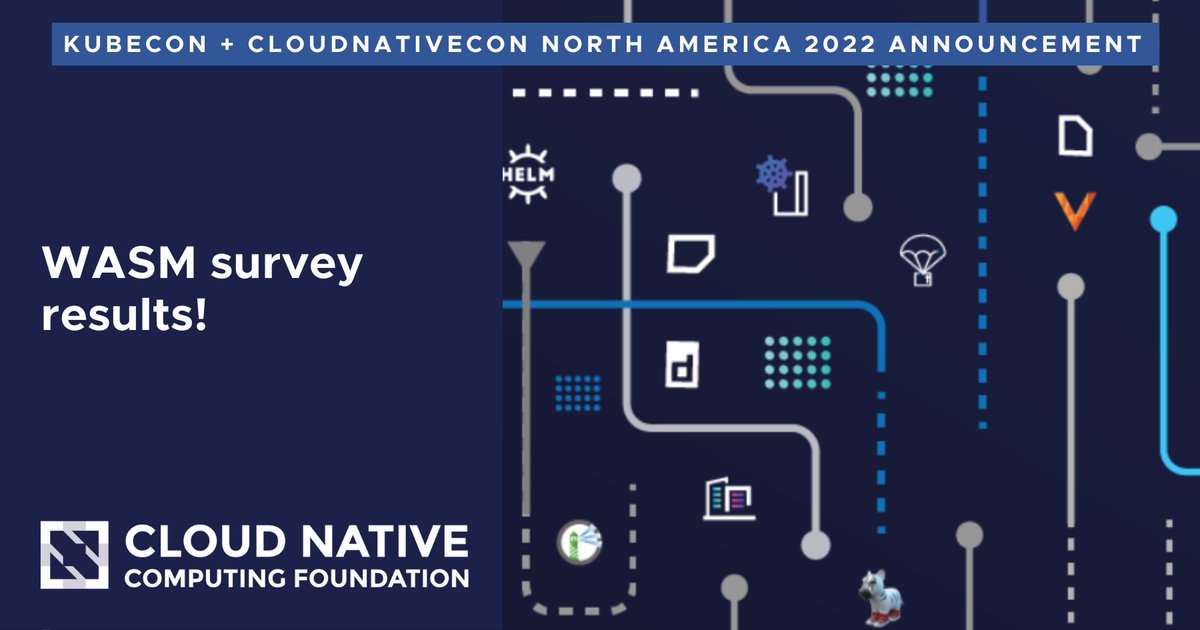 KUBECON + CLOUDNATIVECON NORTH AMERICA 2022 ANNOUNCEMENT
HELM
WASM survey
results!
CLOUD NATIVE
COMPUTING FOUNDATION